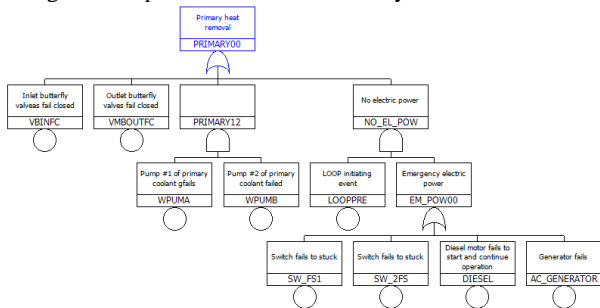 Primary heat
removal
PRIMARY00
Inlet butterfly
valveas fail closed
VBINFC
Outlet butterfly
valves fail closed
VMBOUTFC
PRIMARY12
No electric power
NO_EL_POW
Pump #1 of primary
coolant gfails
WPUMA
Pump #2 of primary
coolant failed
WPUMB
LOOP initiating
event
LOOPPRE
Emergency electric
power
EM_POW00
Switch fails to stuck
SW_FS1
Switch fails to stuck
SW_2FS
Diesel motor fails to
start and continue
operation
DIESEL
Generator fails
AC_GENERATOR